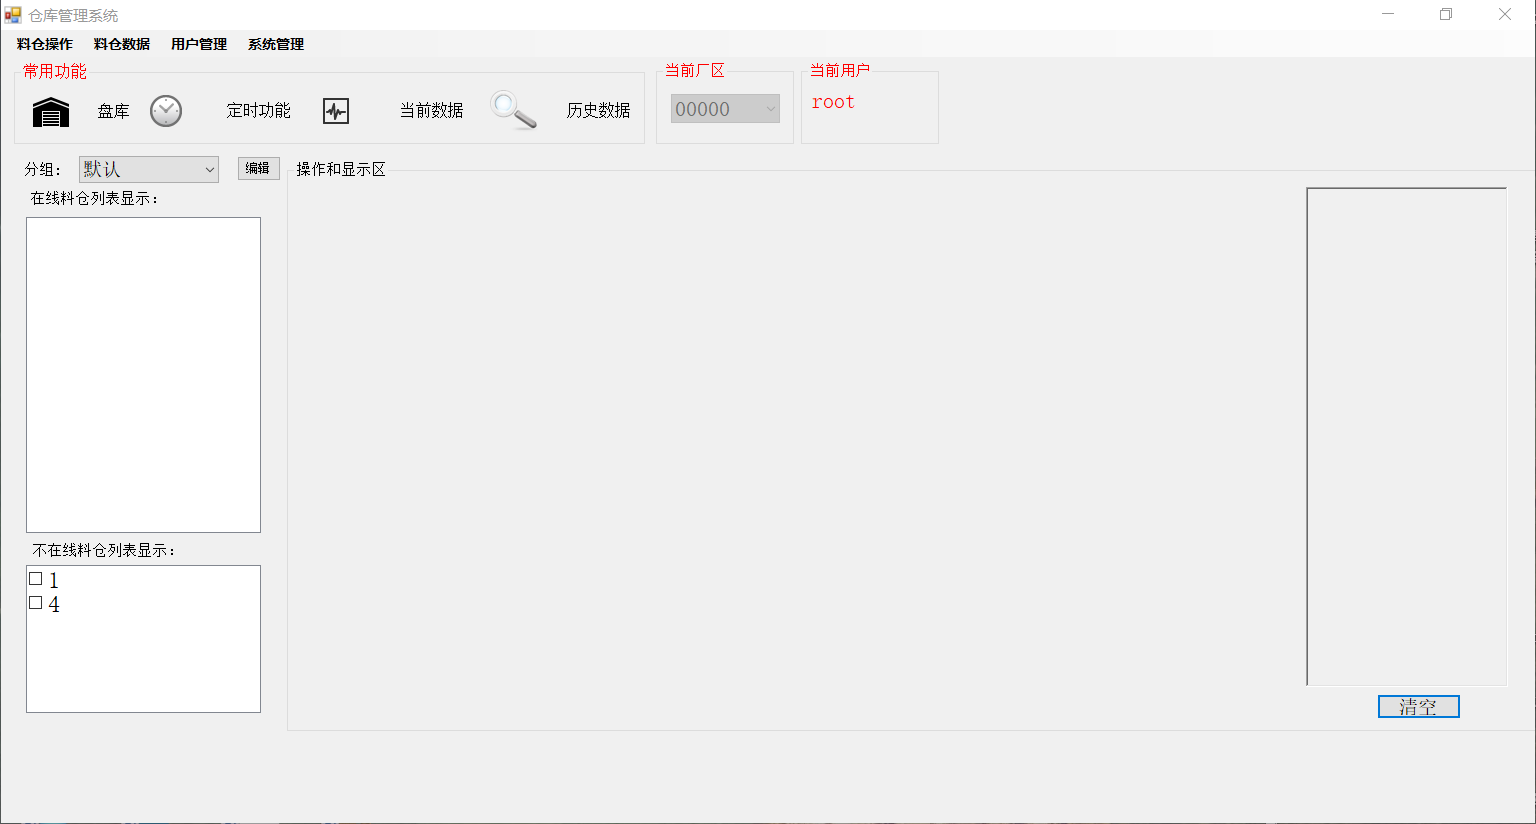 仓库管理系统
料仓操作 料仓数据 用户管理 系统管理
常用功能 当前厂区 当前用户
盘库 定时功能 当前数据 历史数据 00000 root
分组： 默认 编辑 操作和显示区
在线料仓列表显示：
不在线料仓列表显示：
1
4
清空